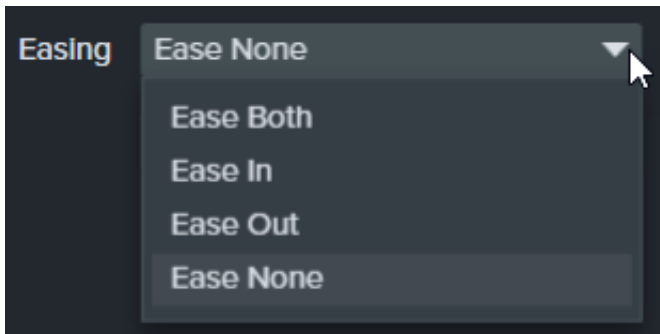 Easing Ease None
Ease Both
Ease In
Ease Out
Ease None